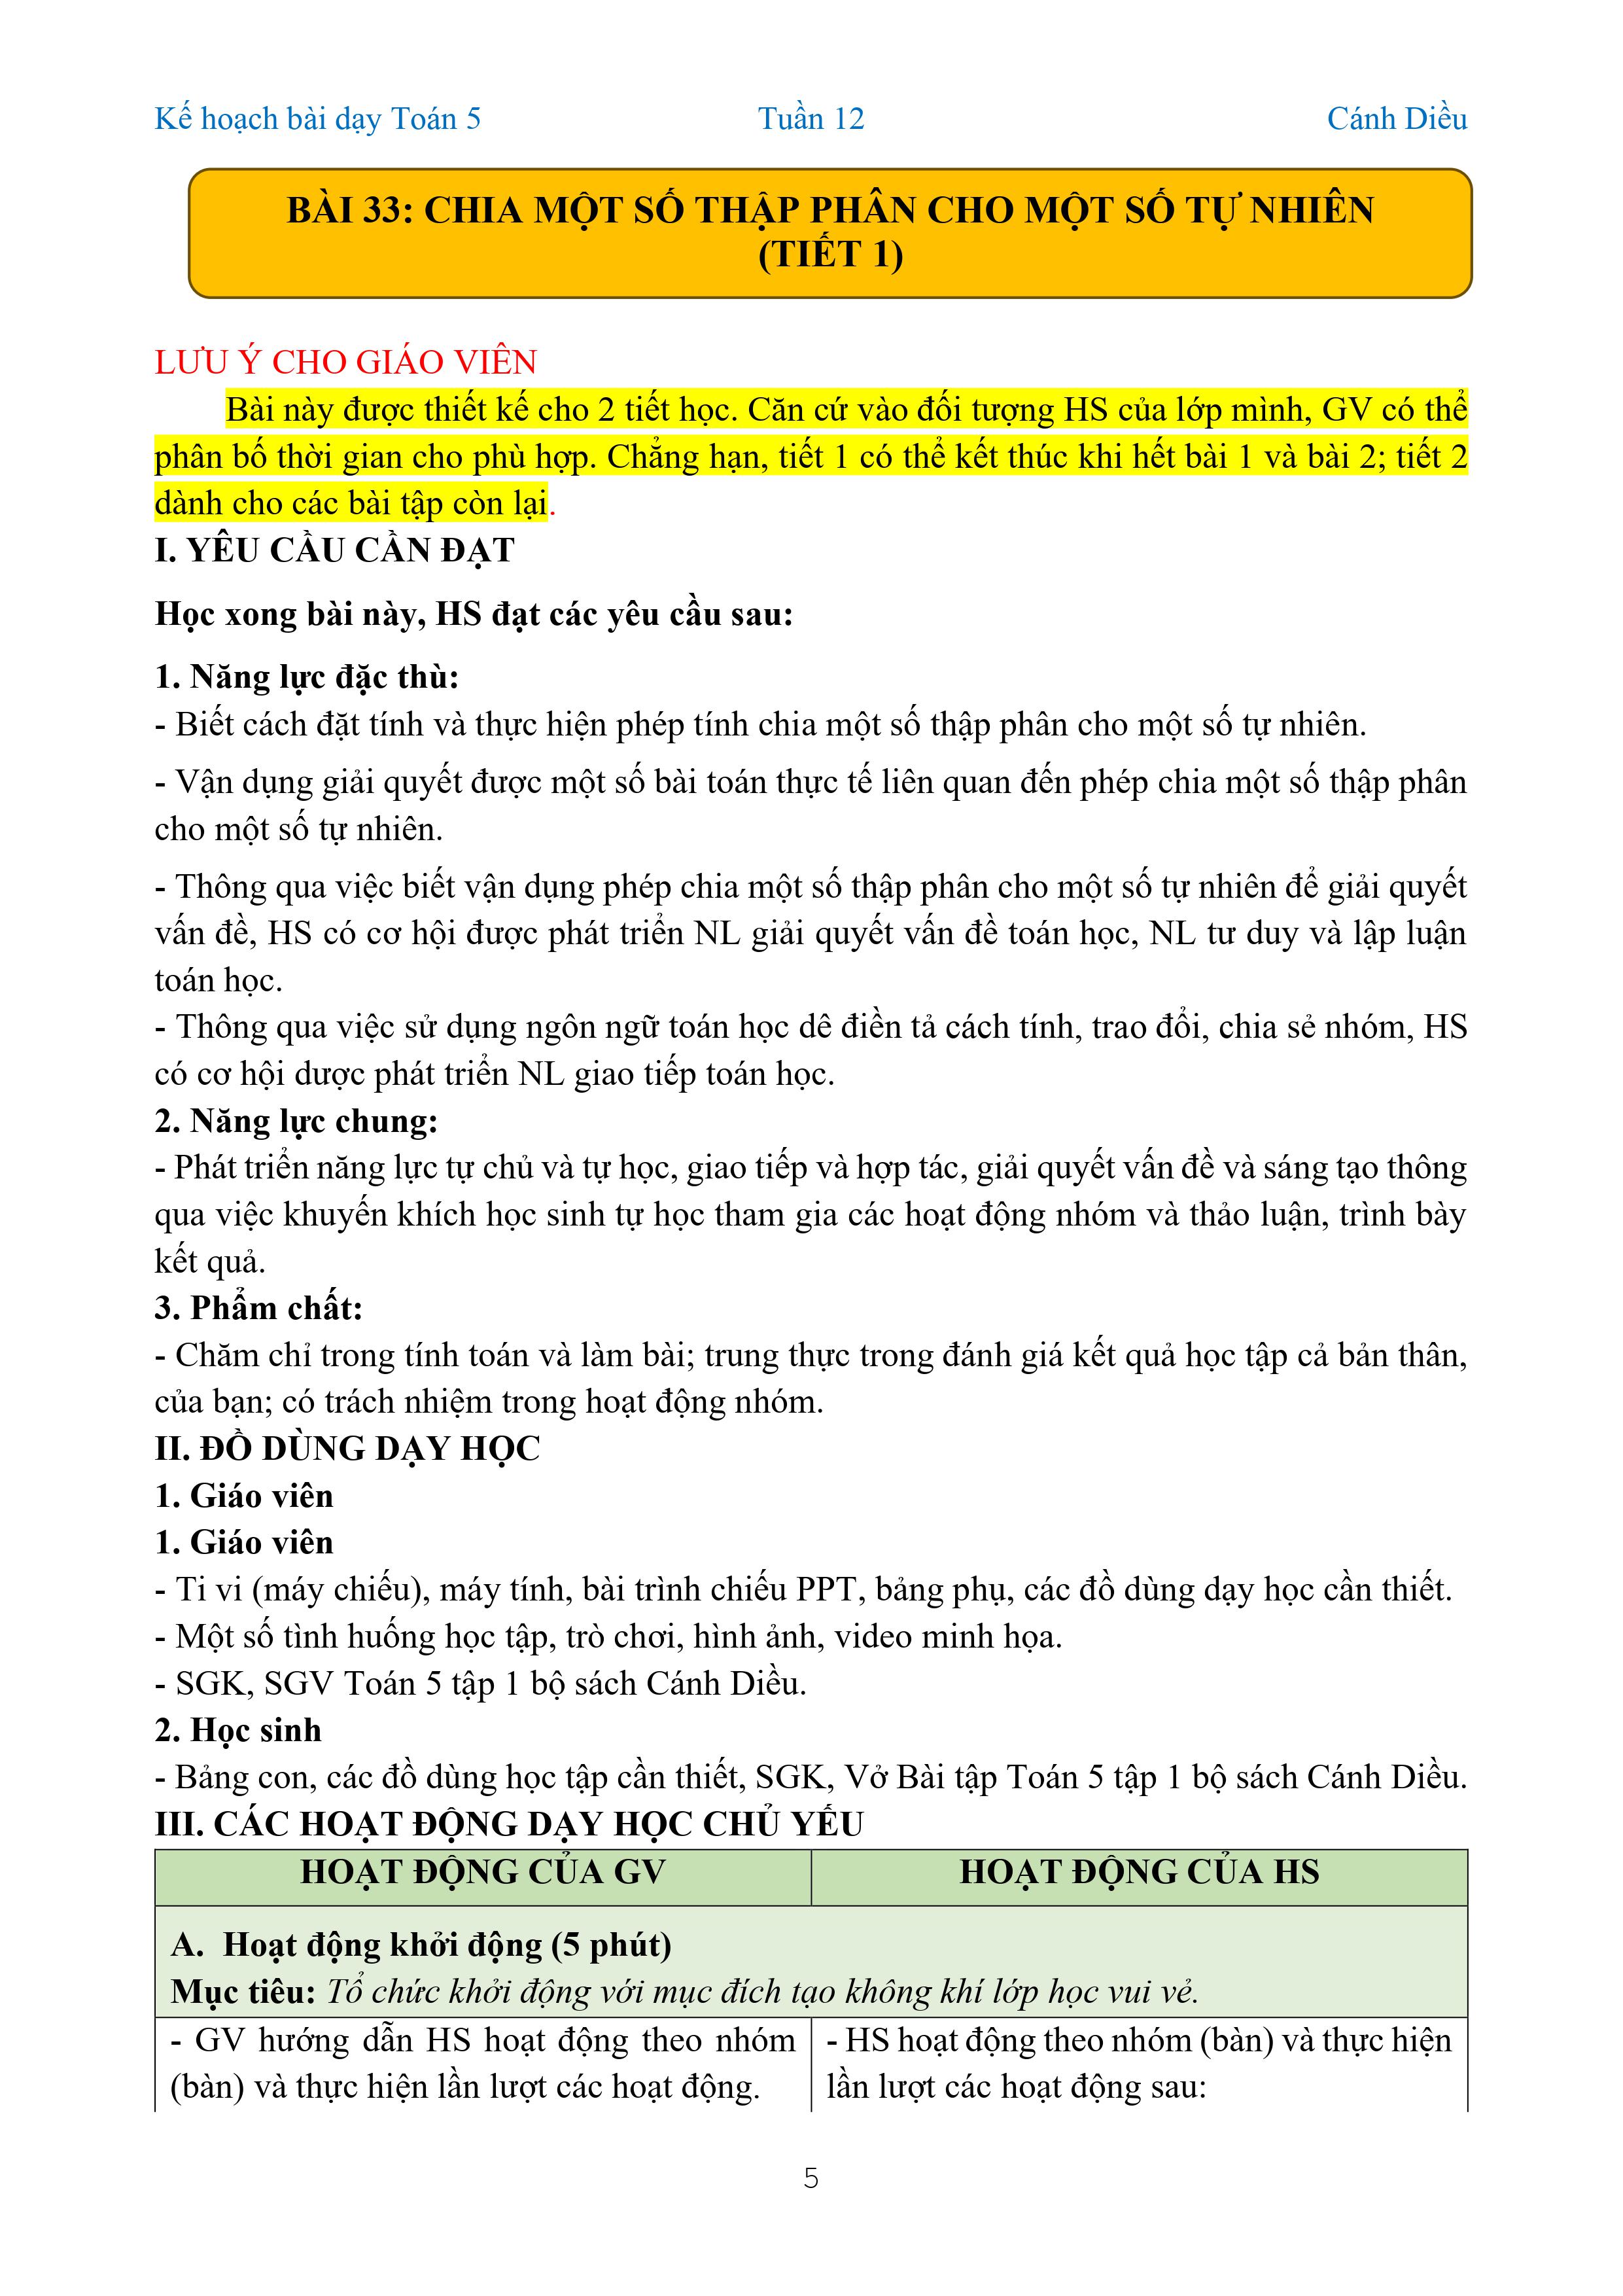 Kế hoạch bài dạy Toán 5 Tuần 12 Cánh Diều
BÀI 33: CHIA MỘT SỐ THẬP PHÂN CHO MỘT SỐ TỰ NHIÊN
(TIẾT 1)
LƯU Ý CHO GIÁO VIÊN
Bài này được thiết kế cho 2 tiết học. Căn cứ vào đối tượng HS của lớp mình, GV có thể
phân bố thời gian cho phù hợp. Chẳng hạn, tiết 1 có thể kết thúc khi hết bài 1 và bài 2; tiết 2
dành cho các bài tập còn lại.
I. YÊU CẦU CẦN ĐẠT
Học xong bài này, HS đạt các yêu cầu sau:
1. Năng lực đặc thù:
- Biết cách đặt tính và thực hiện phép tính chia một số thập phân cho một số tự nhiên.
- Vận dụng giải quyết được một số bài toán thực tế liên quan đến phép chia một số thập phân
cho một số tự nhiên.
- Thông qua việc biết vận dụng phép chia một số thập phân cho một số tự nhiên để giải quyết
vấn đề, HS có cơ hội được phát triển NL giải quyết vấn đề toán học, NL tư duy và lập luận
toán học.
- Thông qua việc sử dụng ngôn ngữ toán học dê điền tả cách tính, trao đổi, chia sẻ nhóm, HS
có cơ hội dược phát triển NL giao tiếp toán học.
2. Năng lực chung:
- Phát triển năng lực tự chủ và tự học, giao tiếp và hợp tác, giải quyết vấn đề và sáng tạo thông
qua việc khuyến khích học sinh tự học tham gia các hoạt động nhóm và thảo luận, trình bày
kết quả.
3. Phẩm chất:
- Chăm chỉ trong tính toán và làm bài; trung thực trong đánh giá kết quả học tập cả bản thân,
của bạn; có trách nhiệm trong hoạt động nhóm.
II. ĐỒ DÙNG DẠY HỌC
1. Giáo viên
1. Giáo viên
- Ti vi (máy chiếu), máy tính, bài trình chiếu PPT, bảng phụ, các đồ dùng dạy học cần thiết.
- Một số tình huống học tập, trò chơi, hình ảnh, video minh họa.
- SGK, SGV Toán 5 tập 1 bộ sách Cánh Diều.
2. Học sinh
- Bảng con, các đồ dùng học tập cần thiết, SGK, Vở Bài tập Toán 5 tập 1 bộ sách Cánh Diều.
III. CÁC HOẠT ĐỘNG DẠY HỌC CHỦ YẾU
HOẠT ĐỘNG CỦA GV HOẠT ĐỘNG CỦA HS
A. Hoạt động khởi động (5 phút)
Mục tiêu: Tổ chức khởi động với mục đích tạo không khí lớp học vui vẻ.
- GV hướng dẫn HS hoạt động theo nhóm
(bàn) và thực hiện lần lượt các hoạt động.
- HS hoạt động theo nhóm (bàn) và thực hiện
lần lượt các hoạt động sau:
5